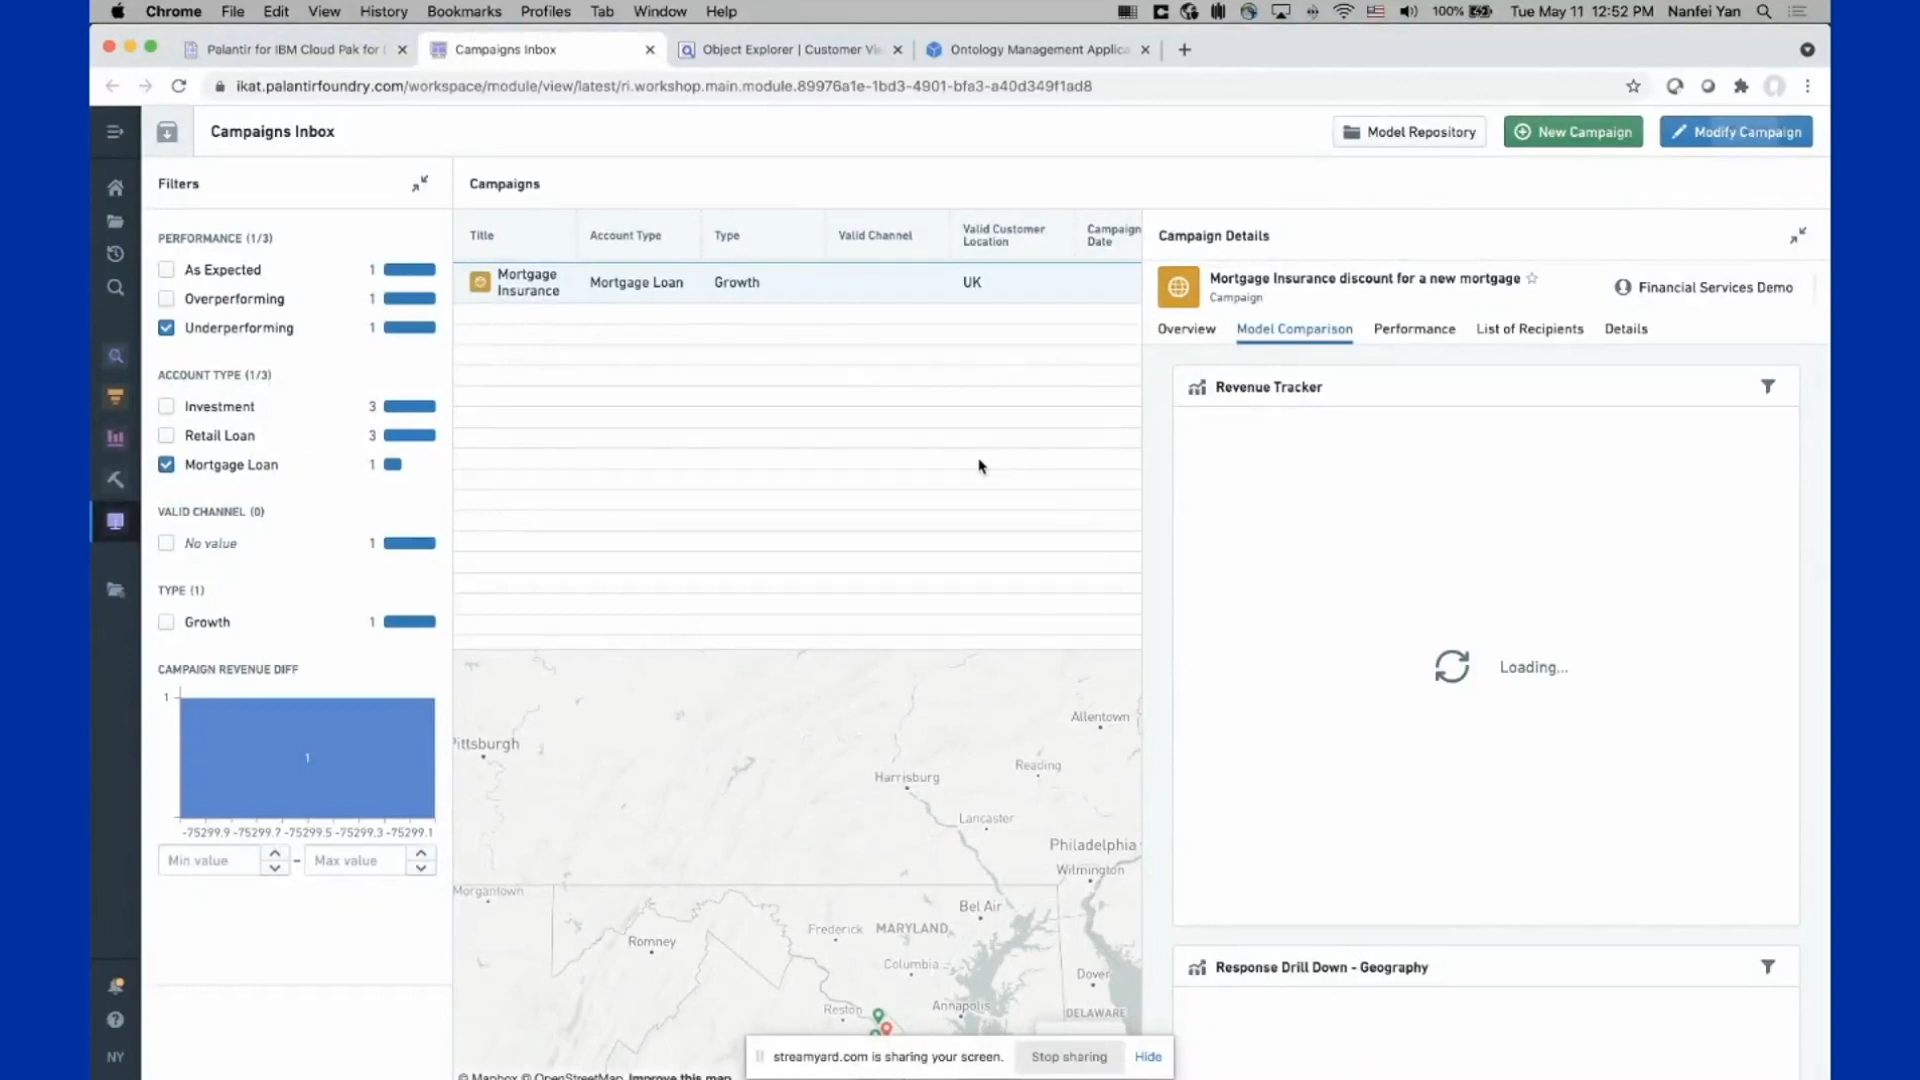 Chrome File Edit View History Bookmarks Profiles Tab Window Help 100% Tue May 11 12:52 PM Nanfei Yan
Palantir for IBM Cloud Pak for
Campaigns Inbox
Object Explorer | Customer Vi
Ontology Management Applica
ikat.palantirfoundry.com/workspace/module/view/latest/ri.workshop.main.module.89976a1e-1bd3-4901-bfa3-a40d349f1ad8
Campaigns Inbox
Model Repository
New Campaign
Modify Campaign
Filters
PERFORMANCE (1/3)
As Expected 1
Overperforming 1
Underperforming 1
ACCOUNT TYPE (1/3)
Investment 3
Retail Loan 3
Mortgage Loan 1
VALID CHANNEL (0)
No value 1
TYPE (1)
Growth 1
CAMPAIGN REVENUE DIFF
1
1
-75299.9 -75299.7 -75299.5 -75299.3 -75299.1
Min value – Max value
NY
Campaigns
Title
Account Type
Type
Valid Channel
Valid Customer
Location
Campaign
Date
Mortgage
Insurance
Mortgage Loan
Growth
UK
Allentown
Pittsburgh
Reading
Harrisburg
Lancaster
Philadelphia
Wilmington
Morgantown
Bel Air
Frederick
MARYLAND
Romney
Columbia
Dover
Reston
Annapolis
DELAWARE
© Mapbox © OpenStreetMap Improve this map
Campaign Details
Mortgage Insurance discount for a new mortgage
Campaign
Financial Services Demo
Overview Model Comparison Performance List of Recipients Details
Revenue Tracker
Loading...
Response Drill Down - Geography
streamyard.com is sharing your screen.
Stop sharing
Hide